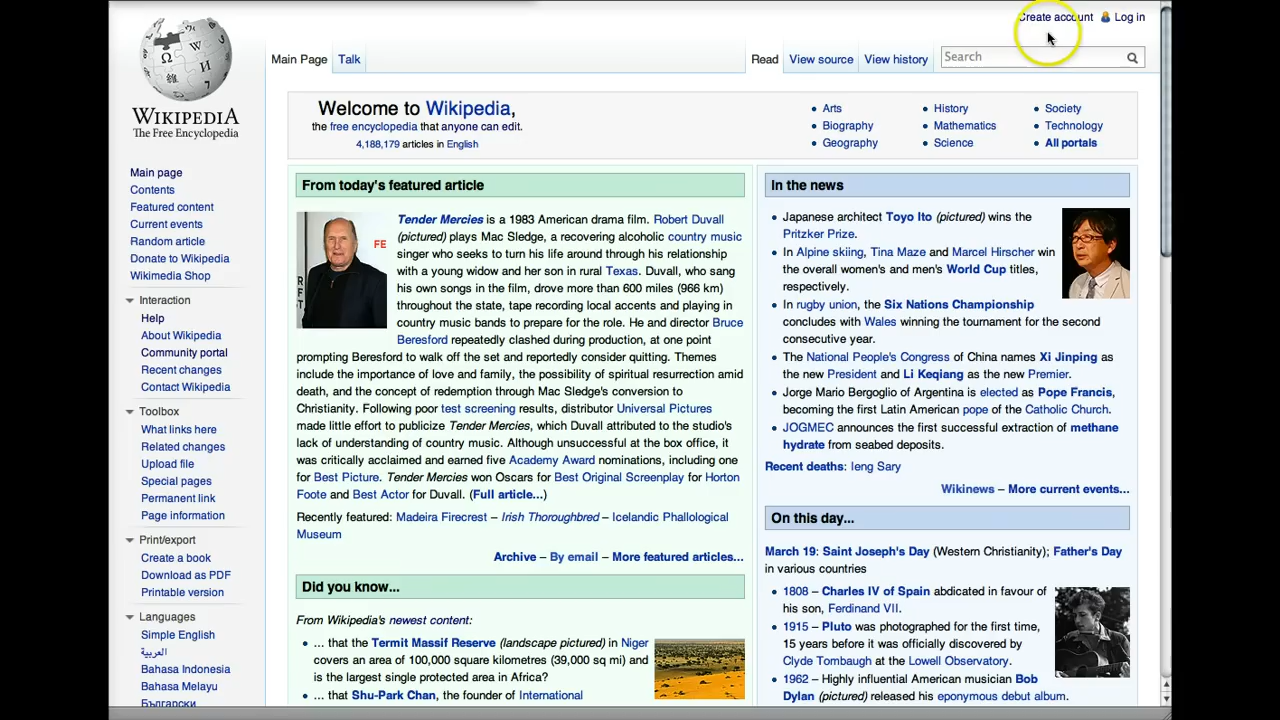 Create account Log in
WIKIPEDIA
The Free Encyclopedia
Main Page Talk Read View source View history Search
Welcome to Wikipedia,
the free encyclopedia that anyone can edit.
4,188,179 articles in English
Arts
Biography
Geography
History
Mathematics
Science
Society
Technology
All portals
Main page
Contents
Featured content
Current events
Random article
Donate to Wikipedia
Wikimedia Shop
Interaction
Help
About Wikipedia
Community portal
Recent changes
Contact Wikipedia
Toolbox
What links here
Related changes
Upload file
Special pages
Permanent link
Page information
Print/export
Create a book
Download as PDF
Printable version
Languages
Simple English
العربية
Bahasa Indonesia
Bahasa Melayu
Български
From today's featured article
FE
Tender Mercies is a 1983 American drama film. Robert Duvall
(pictured) plays Mac Sledge, a recovering alcoholic country music
singer who seeks to turn his life around through his relationship
with a young widow and her son in rural Texas. Duvall, who sang
his own songs in the film, drove more than 600 miles (966 km)
throughout the state, tape recording local accents and playing in
country music bands to prepare for the role. He and director Bruce
Beresford repeatedly clashed during production, at one point
prompting Beresford to walk off the set and reportedly consider quitting. Themes
include the importance of love and family, the possibility of spiritual resurrection amid
death, and the concept of redemption through Mac Sledge's conversion to
Christianity. Following poor test screening results, distributor Universal Pictures
made little effort to publicize Tender Mercies, which Duvall attributed to the studio's
lack of understanding of country music. Although unsuccessful at the box office, it
was critically acclaimed and earned five Academy Award nominations, including one
for Best Picture. Tender Mercies won Oscars for Best Original Screenplay for Horton
Foote and Best Actor for Duvall. (Full article...)
Recently featured: Madeira Firecrest – Irish Thoroughbred – Icelandic Phallological
Museum
Archive – By email – More featured articles...
Did you know...
From Wikipedia's newest content:
... that the Termit Massif Reserve (landscape pictured) in Niger
covers an area of 100,000 square kilometres (39,000 sq mi) and
is the largest single protected area in Africa?
... that Shu-Park Chan, the founder of International
In the news
Japanese architect Toyo Ito (pictured) wins the
Pritzker Prize.
In Alpine skiing, Tina Maze and Marcel Hirscher win
the overall women's and men's World Cup titles,
respectively.
In rugby union, the Six Nations Championship
concludes with Wales winning the tournament for the second
consecutive year.
The National People's Congress of China names Xi Jinping as
the new President and Li Keqiang as the new Premier.
Jorge Mario Bergoglio of Argentina is elected as Pope Francis,
becoming the first Latin American pope of the Catholic Church.
JOGMEC announces the first successful extraction of methane
hydrate from seabed deposits.
Recent deaths: Ieng Sary
Wikinews – More current events...
On this day...
March 19: Saint Joseph's Day (Western Christianity); Father's Day
in various countries
1808 – Charles IV of Spain abdicated in favour of
his son, Ferdinand VII.
1915 – Pluto was photographed for the first time,
15 years before it was officially discovered by
Clyde Tombaugh at the Lowell Observatory.
1962 – Highly influential American musician Bob
Dylan (pictured) released his eponymous debut album.